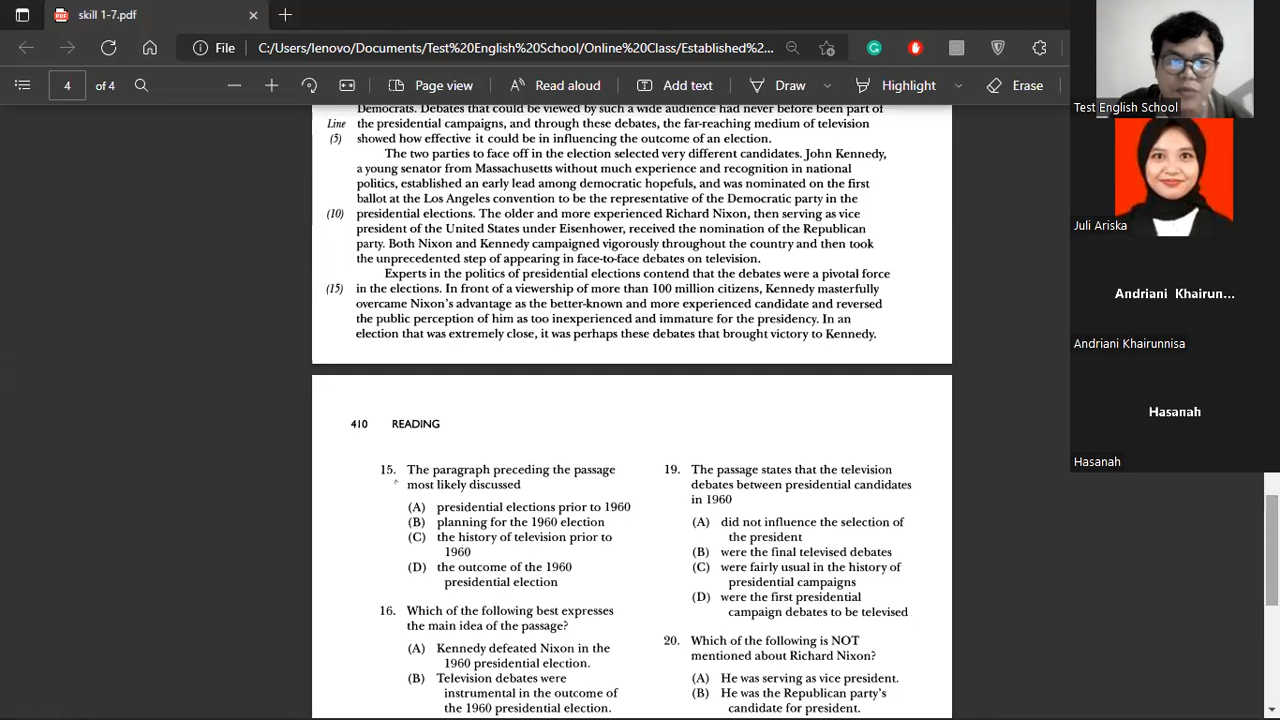 skill 1-7.pdf
File
C:/Users/lenovo/Documents/Test%20English%20School/Online%20Class/Established%2...
4
of 4
Page view
Read aloud
Add text
Draw
Highlight
Erase
Democrats. Debates that could be viewed by such a wide audience had never before been part of
Line the presidential campaigns, and through these debates, the far-reaching medium of television
(5) showed how effective it could be in influencing the outcome of an election.
The two parties to face off in the election selected very different candidates. John Kennedy,
a young senator from Massachusetts without much experience and recognition in national
politics, established an early lead among democratic hopefuls, and was nominated on the first
ballot at the Los Angeles convention to be the representative of the Democratic party in the
(10) presidential elections. The older and more experienced Richard Nixon, then serving as vice
president of the United States under Eisenhower, received the nomination of the Republican
party. Both Nixon and Kennedy campaigned vigorously throughout the country and then took
the unprecedented step of appearing in face-to-face debates on television.
Experts in the politics of presidential elections contend that the debates were a pivotal force
(15) in the elections. In front of a viewership of more than 100 million citizens, Kennedy masterfully
overcame Nixon's advantage as the better-known and more experienced candidate and reversed
the public perception of him as too inexperienced and immature for the presidency. In an
election that was extremely close, it was perhaps these debates that brought victory to Kennedy.
410 READING
15. The paragraph preceding the passage
most likely discussed
(A) presidential elections prior to 1960
(B) planning for the 1960 election
(C) the history of television prior to
1960
(D) the outcome of the 1960
presidential election
16. Which of the following best expresses
the main idea of the passage?
(A) Kennedy defeated Nixon in the
1960 presidential election.
(B) Television debates were
instrumental in the outcome of
the 1960 presidential election.
19. The passage states that the television
debates between presidential candidates
in 1960
(A) did not influence the selection of
the president
(B) were the final televised debates
(C) were fairly usual in the history of
presidential campaigns
(D) were the first presidential
campaign debates to be televised
20. Which of the following is NOT
mentioned about Richard Nixon?
(A) He was serving as vice president.
(B) He was the Republican party's
candidate for president.
Test English School
Juli Ariska
Andriani Khairun...
Andriani Khairunnisa
Hasanah
Hasanah